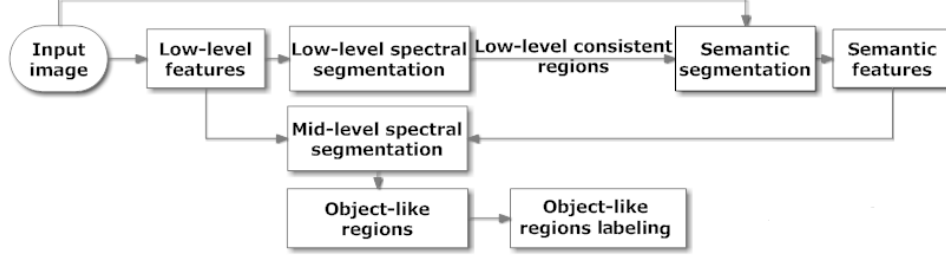 Input
image
Low-level
features
Low-level spectral
segmentation
Low-level consistent
regions
Semantic
segmentation
Semantic
features
Mid-level spectral
segmentation
Object-like
regions
Object-like
regions labeling